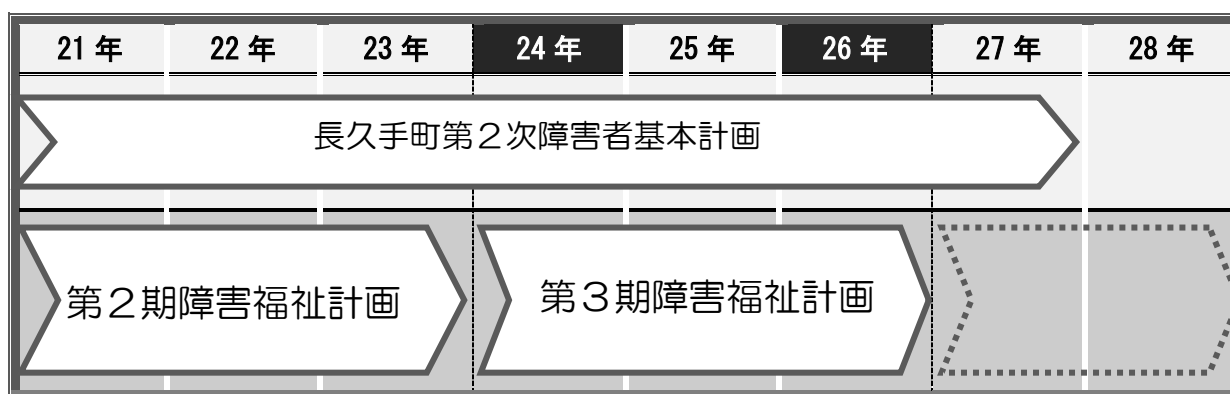 21 年 22 年 23 年 24 年 25 年 26 年 27 年 28 年
長久手町第２次障害者基本計画
第２期障害福祉計画 第３期障害福祉計画